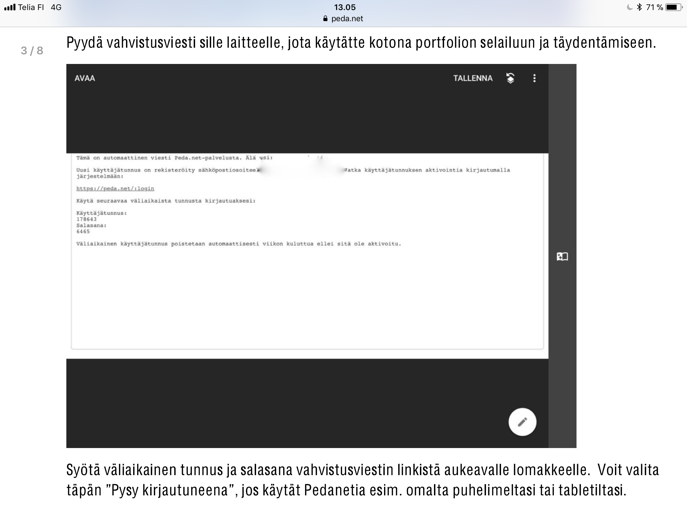 Telia FI 4G 13.05 71 %
peda.net
3 / 8
Pyydä vahvistusviesti sille laitteelle, jota käytätte kotona portfolion selailuun ja täydentämiseen.
AVAA TALLENNA
Tämä on automaattinen viesti Peda.net-palvelusta. Älä
Uusi käyttäjätunnus on rekisteröity sähköpostiosoitteel Jatka käyttäjätunnuksen aktivointia kirjautumalla
järjestelmään:
https://peda.net/:login
Käytä seuraavaa väliaikaista tunnusta kirjautuaksesi:
Käyttäjätunnus:
178643
Salasana:
6465
Väliaikainen käyttäjätunnus poistetaan automaattisesti viikon kuluttua ellei sitä ole aktivoitu.
Syötä väliaikainen tunnus ja salasana vahvistusviestin linkistä aukeavalle lomakkeelle. Voit valita
täpän ”Pysy kirjautuneena”, jos käytät Pedanetia esim. omalta puhelimeltasi tai tabletiltasi.